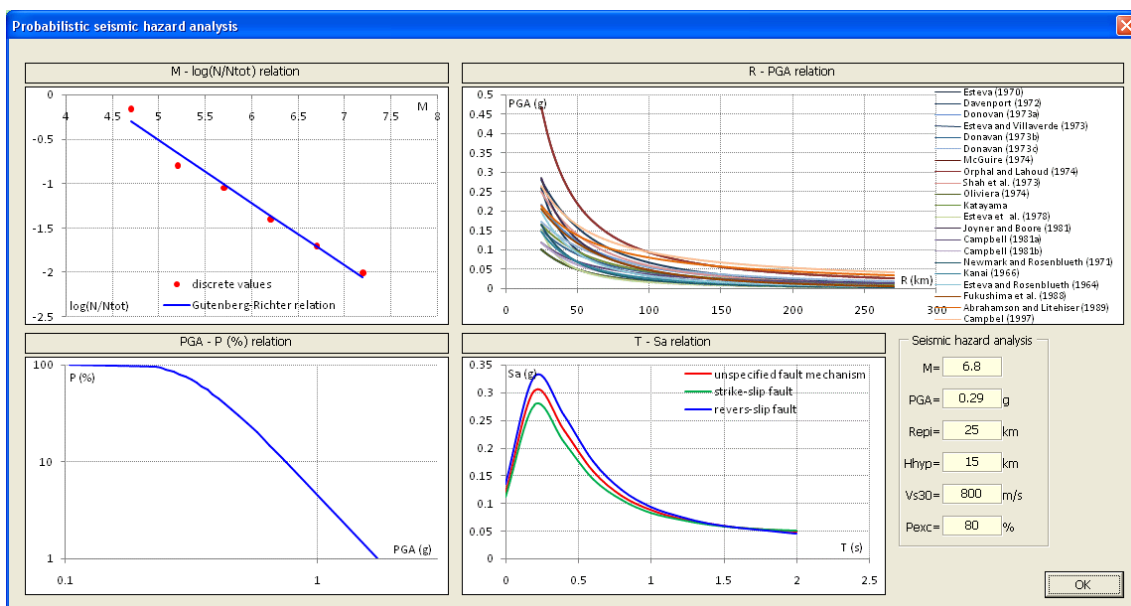 Probabilistic seismic hazard analysis
M - log(N/Ntot) relation
0
4 4.5 5 5.5 6 6.5 7 7.5 8
M
-0.5
-1
-1.5
-2
-2.5
discrete values
log(N/Ntot)
Gutenberg-Richter relation
R - PGA relation
PGA (g)
0.5
0.45
0.4
0.35
0.3
0.25
0.2
0.15
0.1
0.05
0
0 50 100 150 200 250 300
R (km)
Esteva (1970)
Davenport (1972)
Donovan (1973a)
Esteva and Villaverde (1973)
Donavan (1973b)
Donavan (1973c)
McGuire (1974)
Orphal and Lahoud (1974)
Shah et al. (1973)
Oliviera (1974)
Katayama
Esteva et al. (1978)
Joyner and Boore (1981)
Campbell (1981a)
Campbell (1981b)
Newmark and Rosenblueth (1971)
Kanai (1966)
Esteva and Rosenblueth (1964)
Fukushima et al. (1988)
Abrahamson and Litehiser (1989)
Campbel (1997)
PGA - P (%) relation
100
P (%)
10
1
PGA (g)
0.1 1
T - Sa relation
Sa (g)
0.35
0.3
0.25
0.2
0.15
0.1
0.05
0
unspecified fault mechanism
strike-slip fault
revers-slip fault
T (s)
0 0.5 1 1.5 2 2.5
Seismic hazard analysis
M= 6.8
PGA= 0.29 g
Repi= 25 km
Hhyp= 15 km
Vs30= 800 m/s
Pexc= 80 %
OK